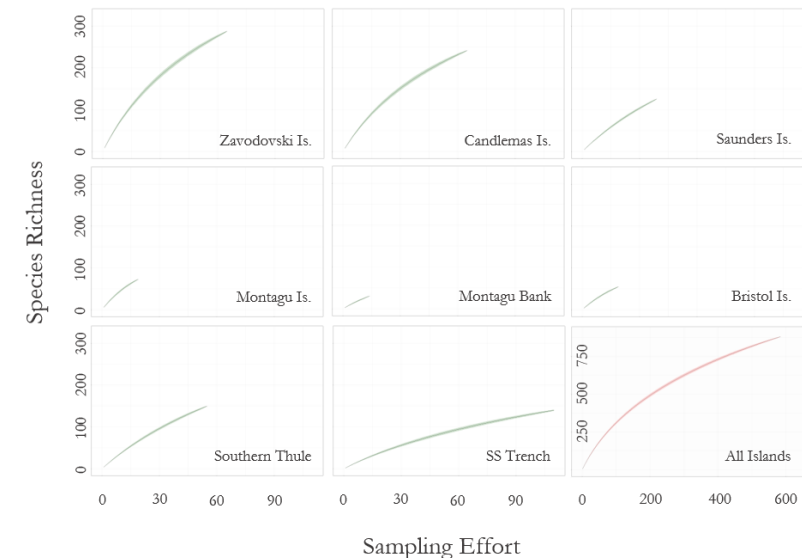 Species Richness
300
200
100
0
Zavodovski Is.
Candlemas Is.
Saunders Is.
300
200
100
0
Montagu Is.
Montagu Bank
Bristol Is.
300
200
100
0
Southern Thule
SS Trench
750
500
250
All Islands
0 30 60 90
0 30 60 90
0 200 400 600
Sampling Effort